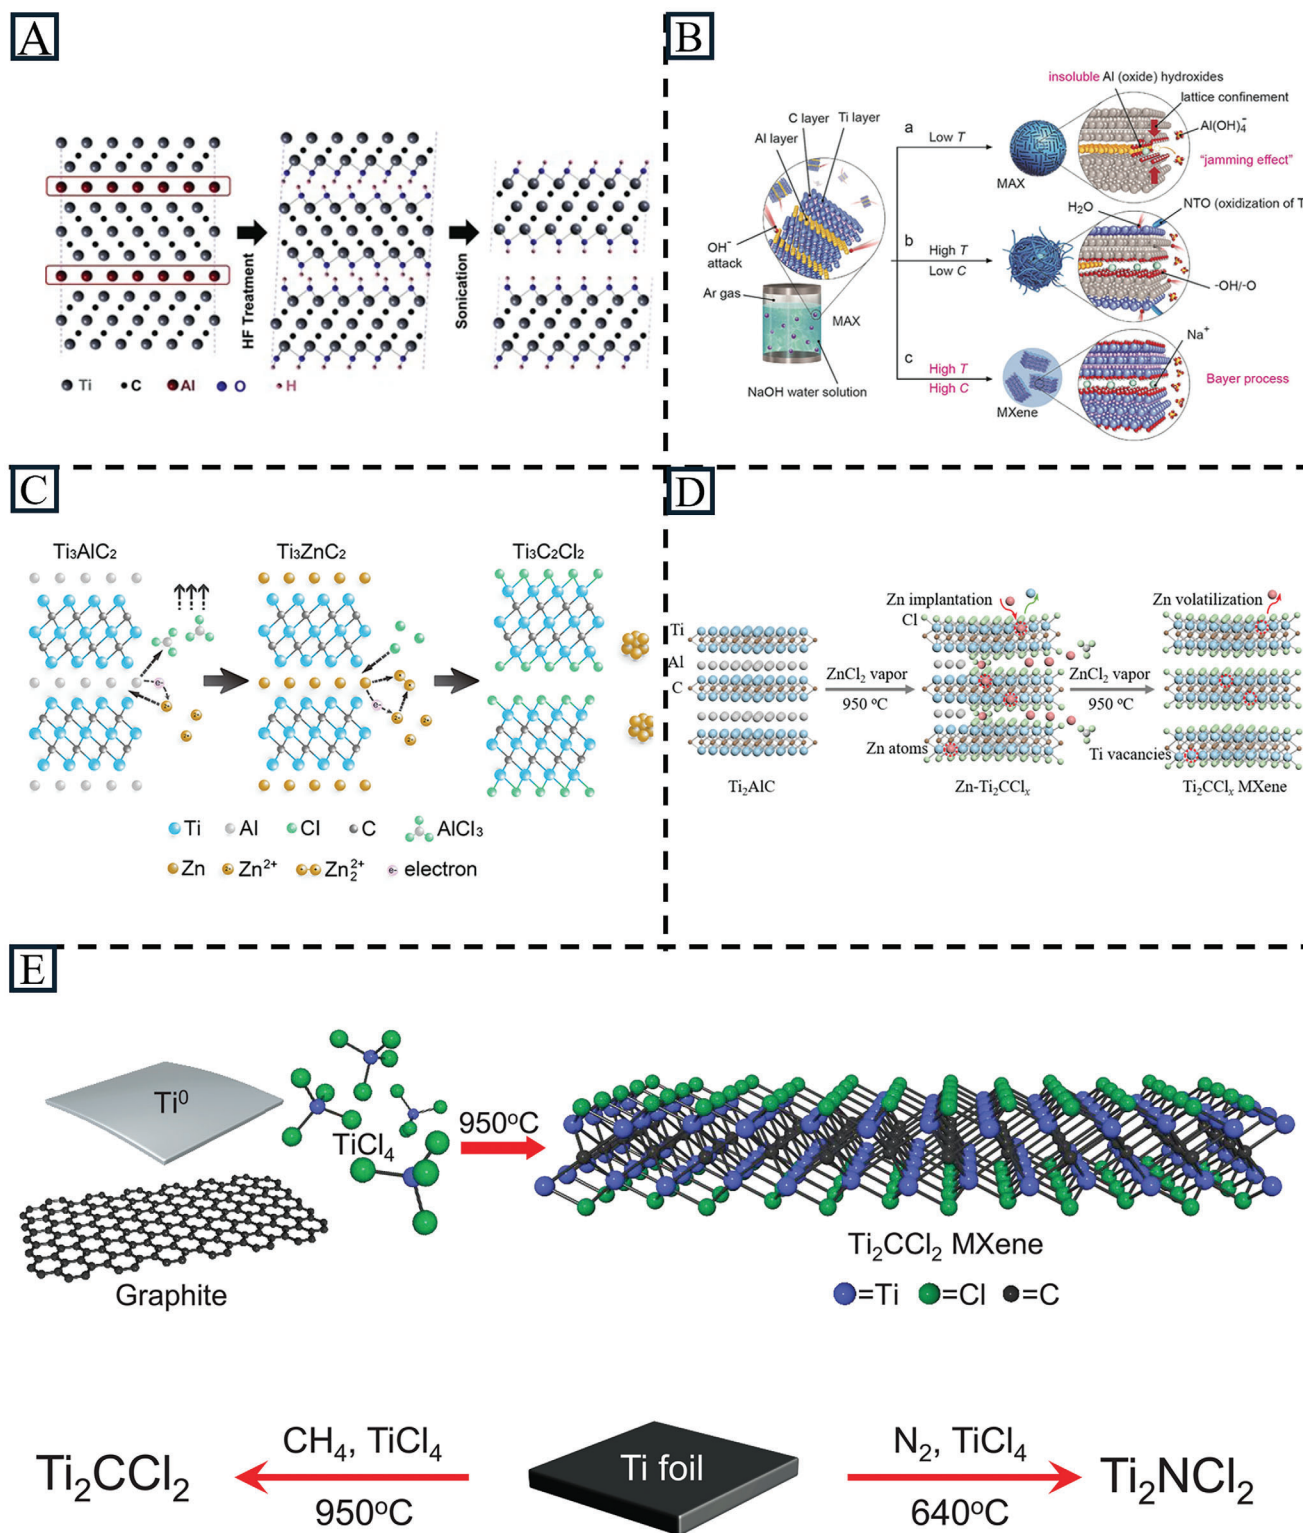 A
HF Treatment
Sonication
Ti C Al O H
B
insoluble Al (oxide) hydroxides
lattice confinement
C layer Ti layer
Al layer
a
Low T
MAX
Al(OH)₄⁻
"jamming effect"
OH⁻
attack
b
High T
Low C
H₂O
NTO (oxidization of T
-OH/-O
Ar gas
MAX
NaOH water solution
c
High T
High C
MXene
Na⁺
Bayer process
C
Ti₃AlC₂ Ti₃ZnC₂ Ti₃C₂Cl₂
Ti Al Cl C AlCl₃
Zn Zn²⁺ Zn₂²⁺ electron
D
Zn implantation
Cl
Zn volatilization
Ti
Al
C
ZnCl₂ vapor
950 °C
ZnCl₂ vapor
950 °C
Zn atoms
Ti vacancies
Ti₂AlC Zn-Ti₂CClₓ Ti₂CClₓ MXene
E
Ti⁰
TiCl₄
950°C
Graphite
Ti₂CCl₂ MXene
=Ti =Cl =C
Ti₂CCl₂
CH₄, TiCl₄
950°C
Ti foil
N₂, TiCl₄
640°C
Ti₂NCl₂